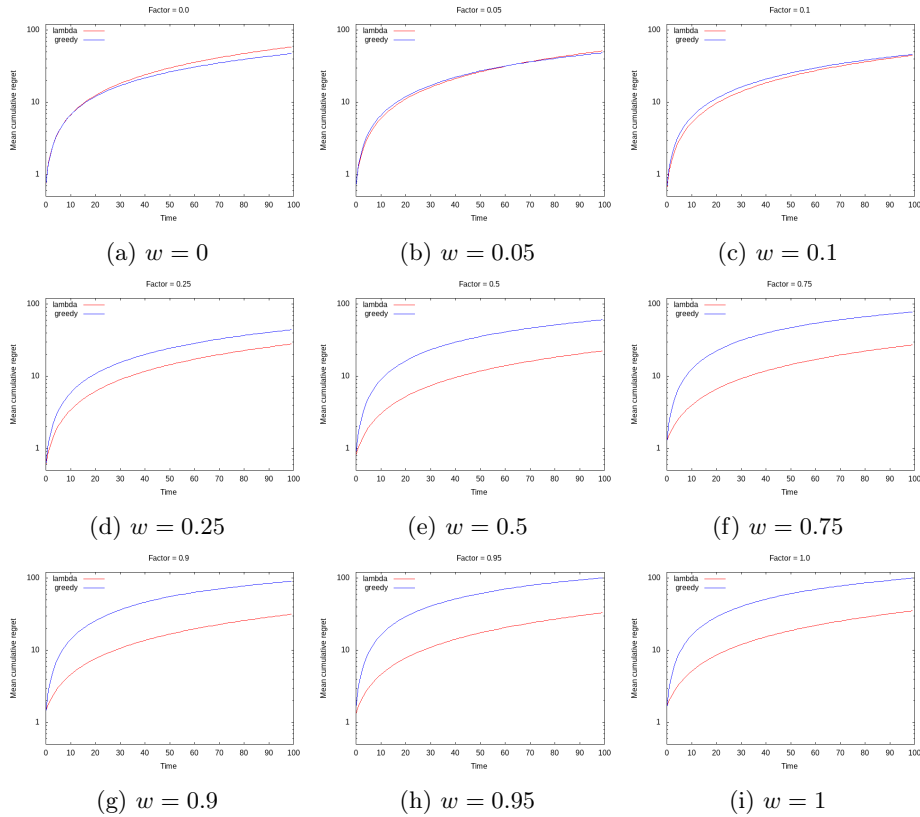 Factor = 0.0
Mean cumulative regret
100
10
1
lambda
greedy
0 10 20 30 40 50 60 70 80 90 100
Time
(a) w = 0
Factor = 0.05
Mean cumulative regret
100
10
1
lambda
greedy
0 10 20 30 40 50 60 70 80 90 100
Time
(b) w = 0.05
Factor = 0.1
Mean cumulative regret
100
10
1
lambda
greedy
0 10 20 30 40 50 60 70 80 90 100
Time
(c) w = 0.1
Factor = 0.25
Mean cumulative regret
100
10
1
lambda
greedy
0 10 20 30 40 50 60 70 80 90 100
Time
(d) w = 0.25
Factor = 0.5
Mean cumulative regret
100
10
1
lambda
greedy
0 10 20 30 40 50 60 70 80 90 100
Time
(e) w = 0.5
Factor = 0.75
Mean cumulative regret
100
10
1
lambda
greedy
0 10 20 30 40 50 60 70 80 90 100
Time
(f) w = 0.75
Factor = 0.9
Mean cumulative regret
100
10
1
lambda
greedy
0 10 20 30 40 50 60 70 80 90 100
Time
(g) w = 0.9
Factor = 0.95
Mean cumulative regret
100
10
1
lambda
greedy
0 10 20 30 40 50 60 70 80 90 100
Time
(h) w = 0.95
Factor = 1.0
Mean cumulative regret
100
10
1
lambda
greedy
0 10 20 30 40 50 60 70 80 90 100
Time
(i) w = 1